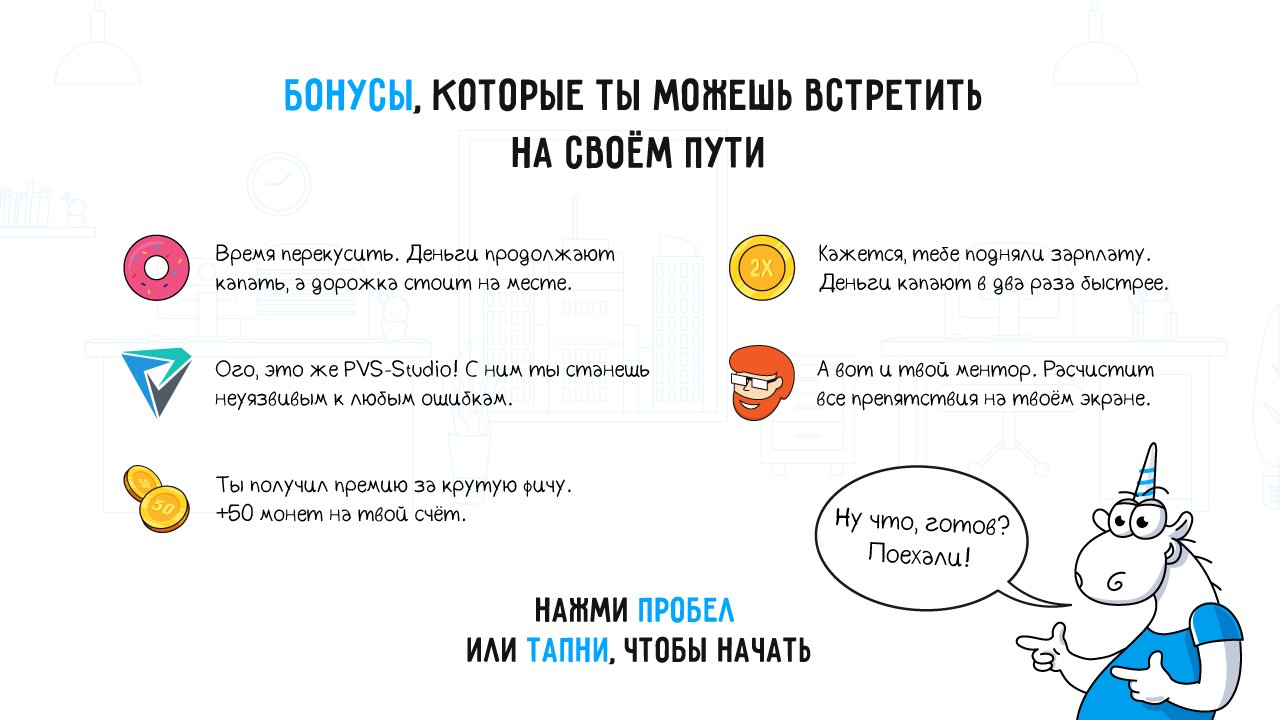 БОНУСЫ, КОТОРЫЕ ТЫ МОЖЕШЬ ВСТРЕТИТЬ
НА СВОЁМ ПУТИ
Время перекусить. Деньги продолжают
капать, а дорожка стоит на месте.
2X
Кажется, тебе подняли зарплату.
Деньги капают в два раза быстрее.
Ого, это же PVS-Studio! С ним ты станешь
неуязвивым к любым ошибкам.
А вот и твой ментор. Расчистит
все препятствия на твоём экране.
50
50
Ты получил премию за крутую фичу.
+50 монет на твой счёт.
Ну что, готов?
Поехали!
НАЖМИ ПРОБЕЛ
ИЛИ ТАПНИ, ЧТОБЫ НАЧАТЬ